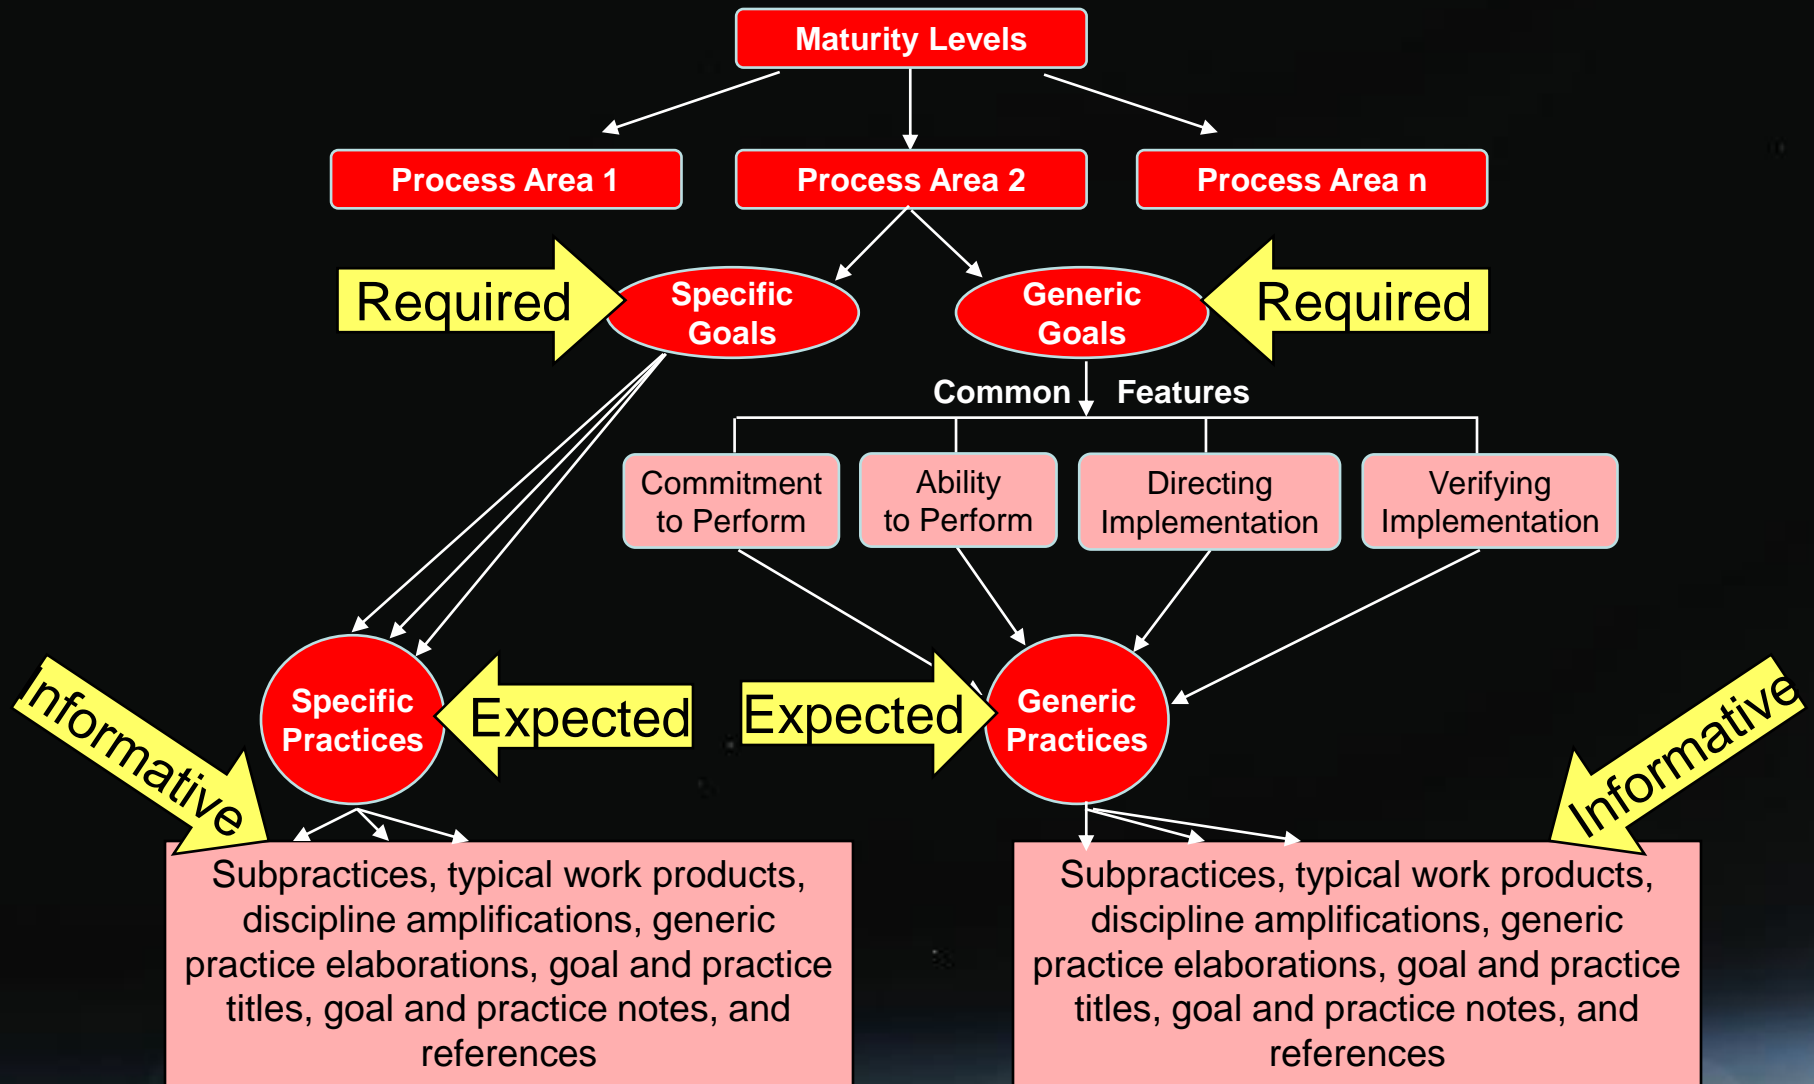 Maturity Levels
Process Area 1
Process Area 2
Process Area n
Required
Specific
Goals
Generic
Goals
Required
Common Features
Commitment
to Perform
Ability
to Perform
Directing
Implementation
Verifying
Implementation
Informative
Specific
Practices
Expected
Expected
Generic
Practices
Informative
Subpractices, typical work products,
discipline amplifications, generic
practice elaborations, goal and practice
titles, goal and practice notes, and
references
Subpractices, typical work products,
discipline amplifications, generic
practice elaborations, goal and practice
titles, goal and practice notes, and
references